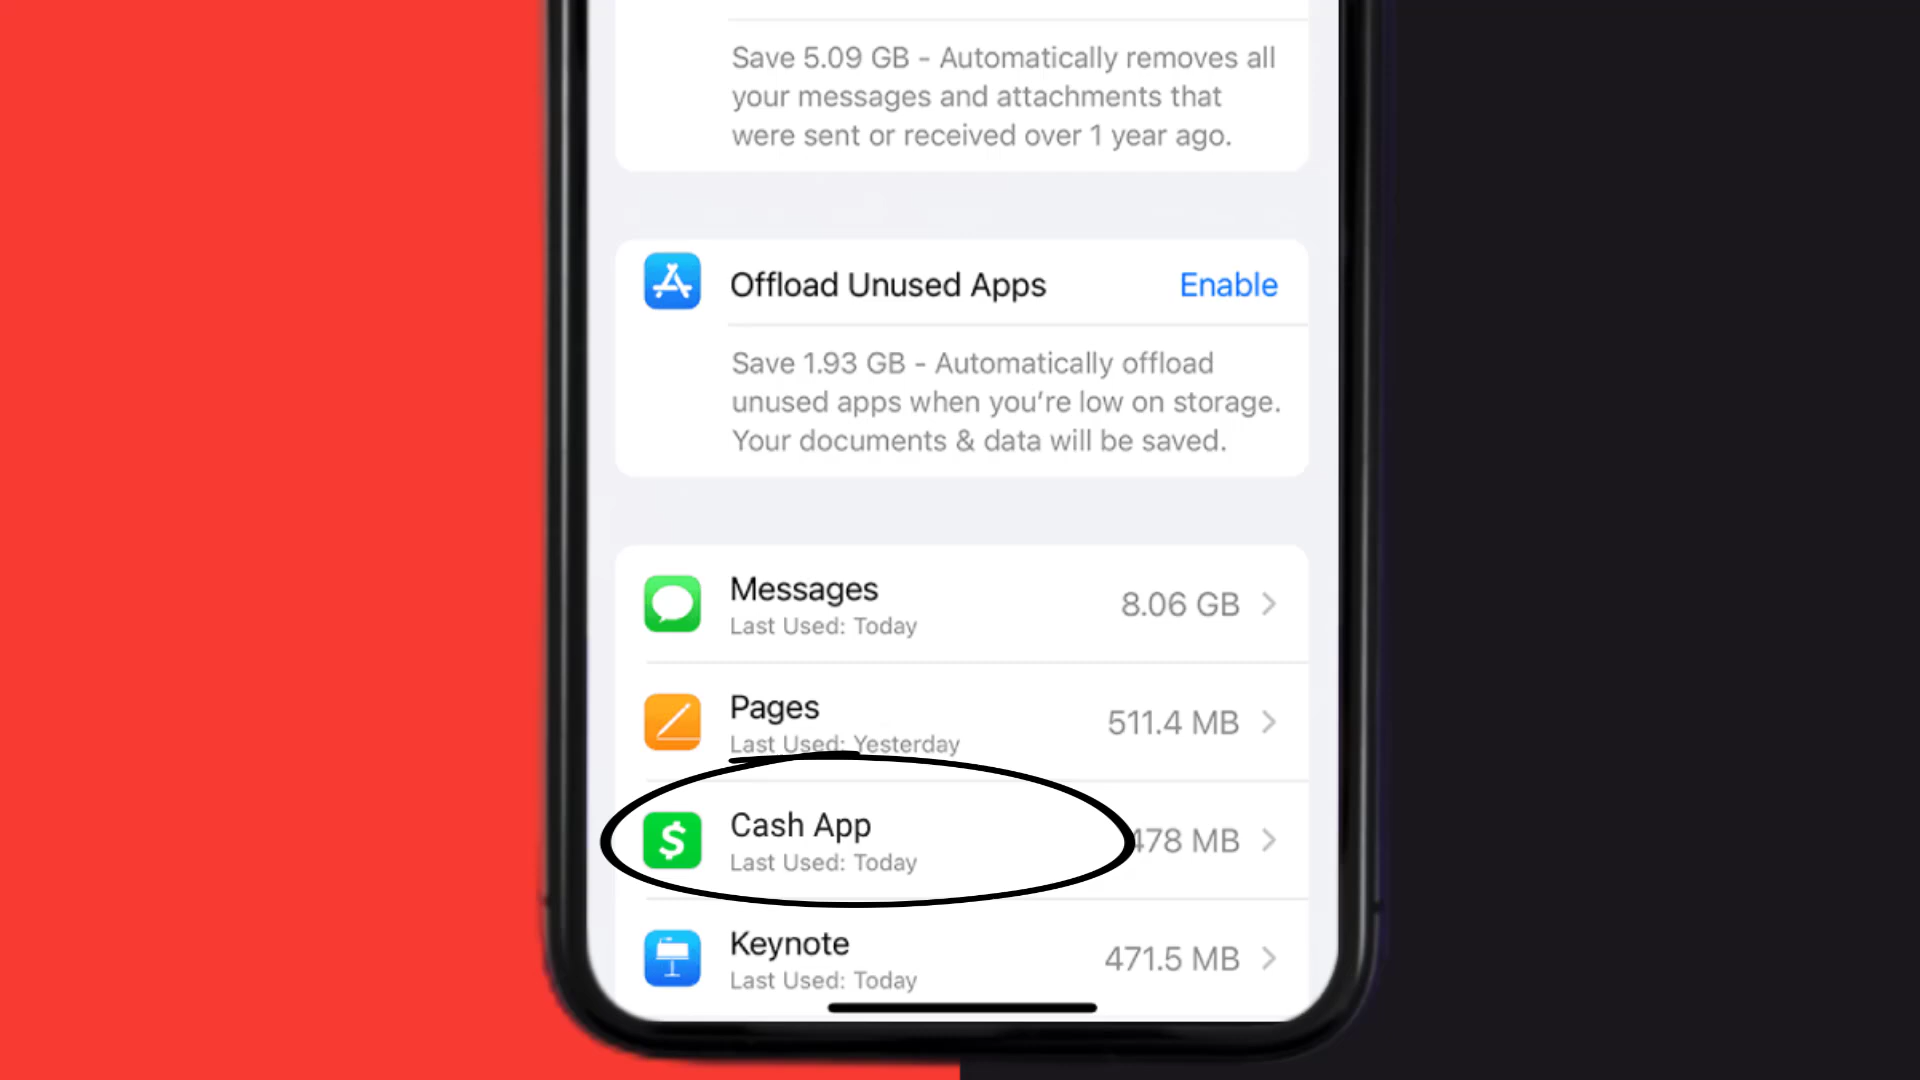 Save 5.09 GB - Automatically removes all
your messages and attachments that
were sent or received over 1 year ago.
Offload Unused Apps Enable
Save 1.93 GB - Automatically offload
unused apps when you're low on storage.
Your documents & data will be saved.
Messages 8.06 GB
Last Used: Today
Pages 511.4 MB
Last Used: Yesterday
Cash App 478 MB
Last Used: Today
Keynote 471.5 MB
Last Used: Today